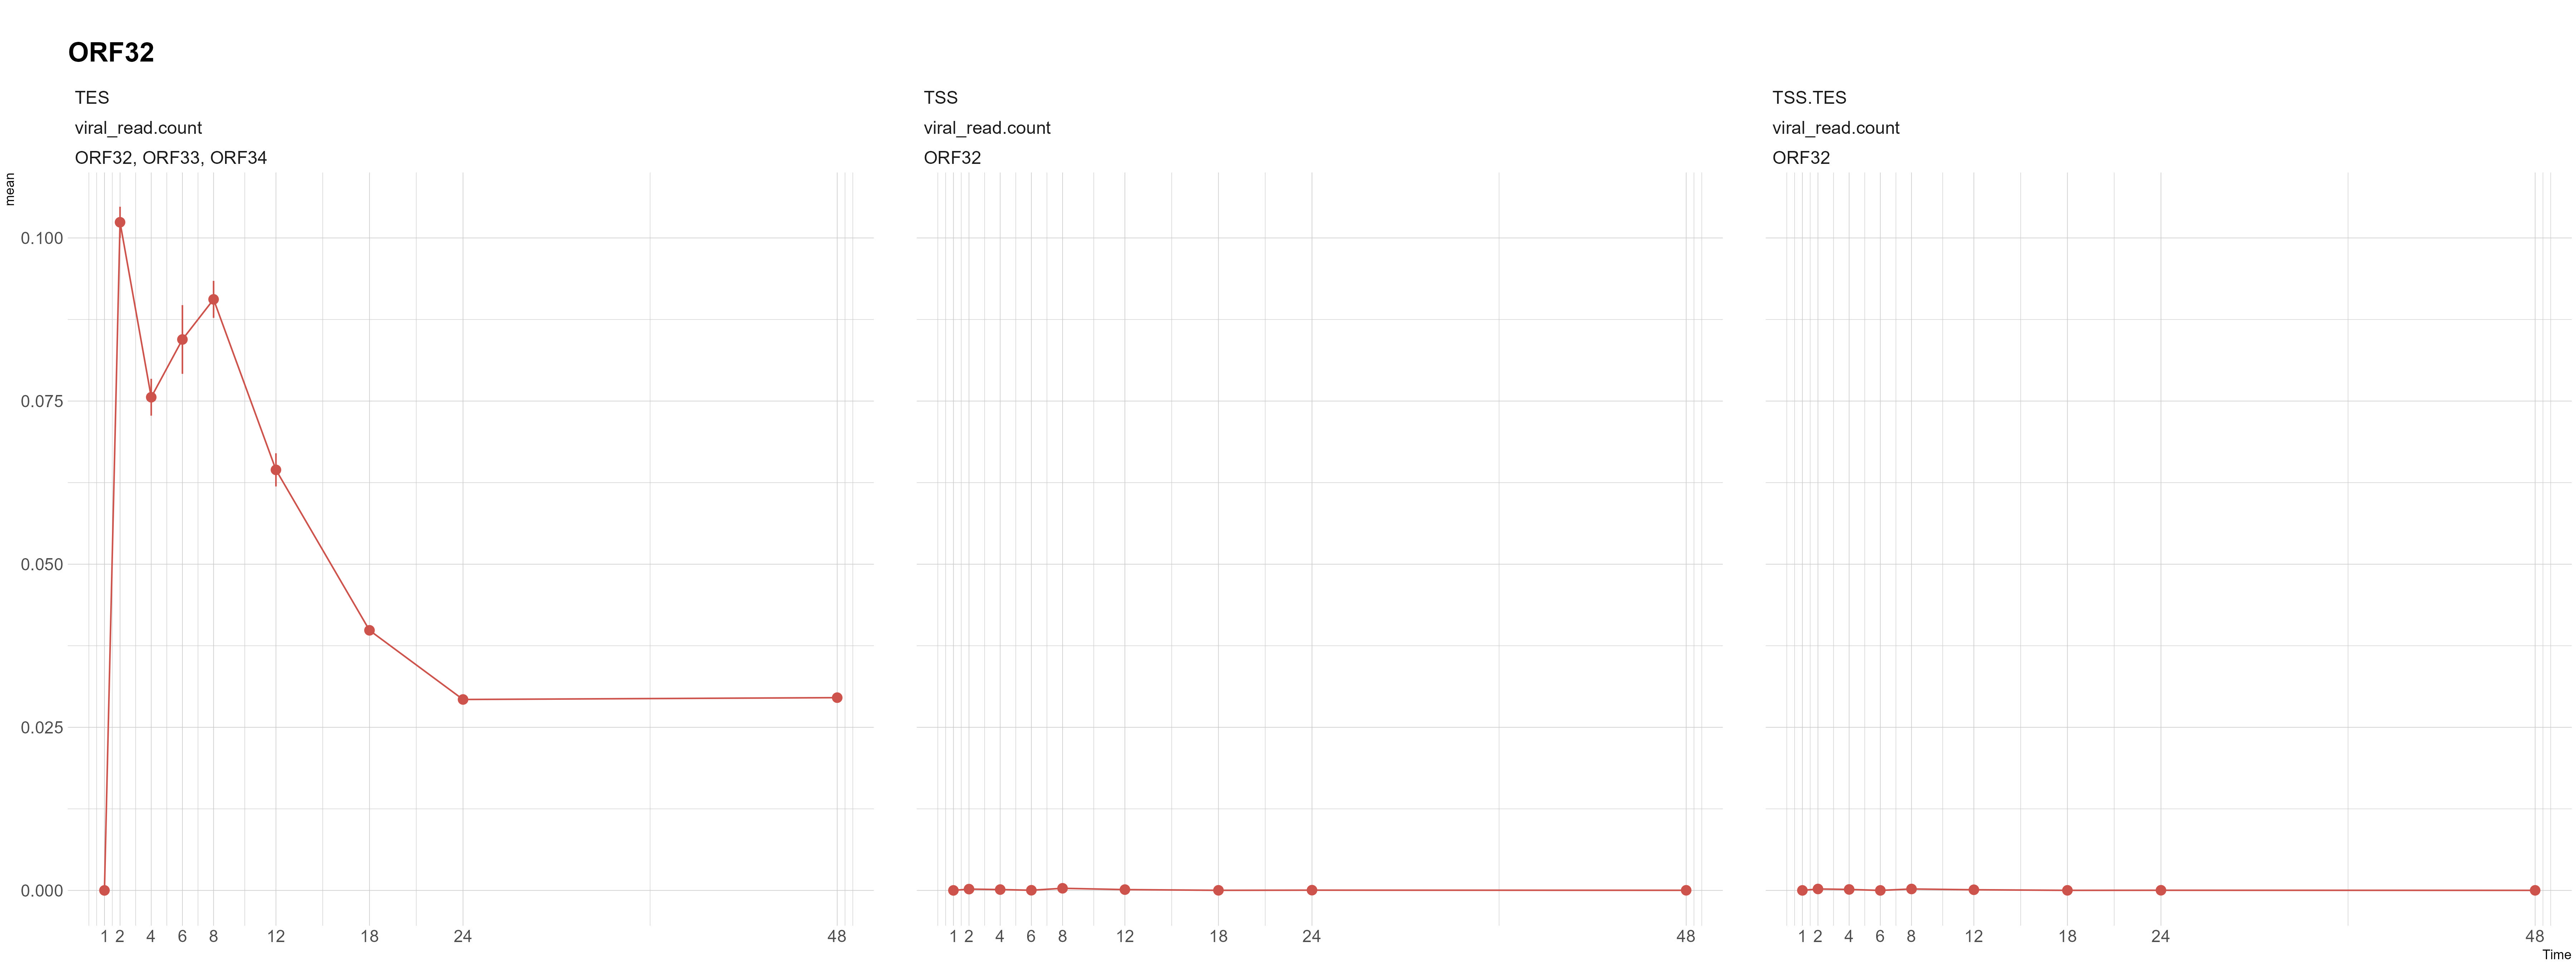 ORF32
TES
viral_read.count
ORF32, ORF33, ORF34
TSS
viral_read.count
ORF32
TSS.TES
viral_read.count
ORF32
mean
0.100
0.075
0.050
0.025
0.000
1 2 4 6 8 12 18 24 48
1 2 4 6 8 12 18 24 48
1 2 4 6 8 12 18 24 48
Time